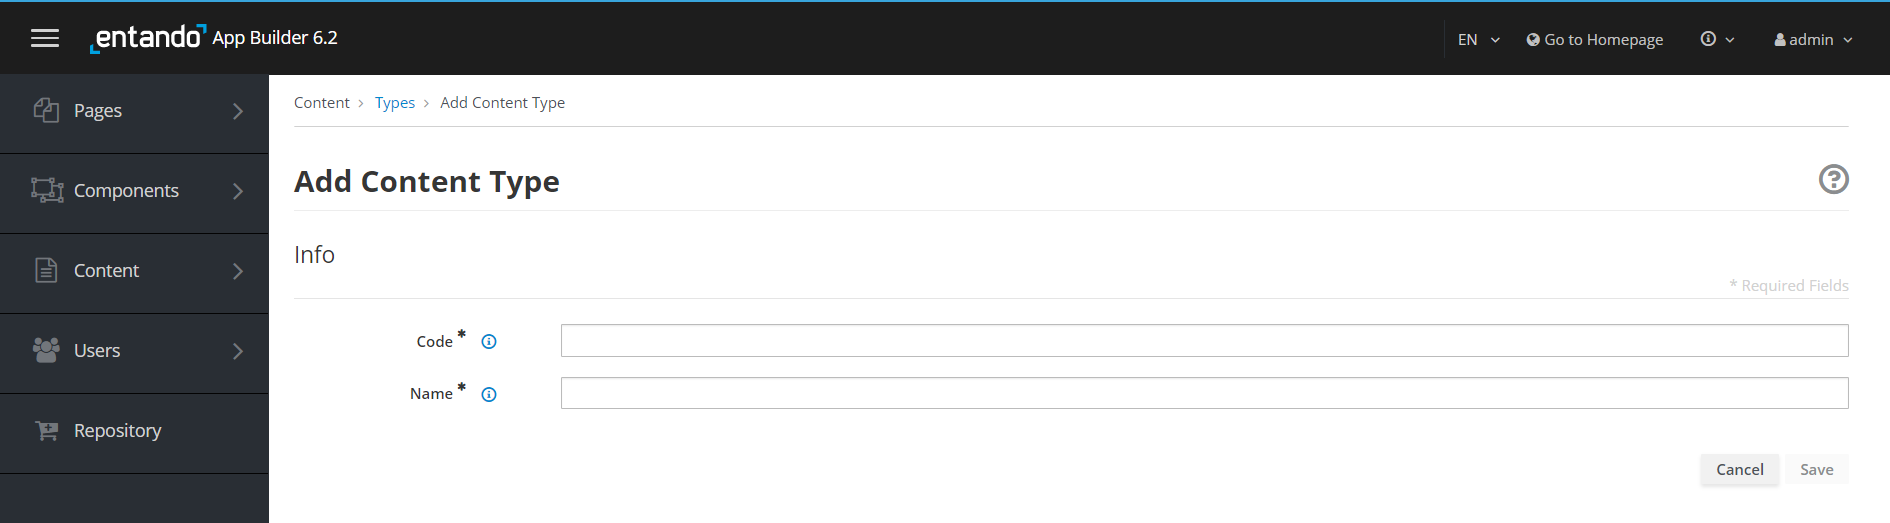 entando App Builder 6.2
EN
Go to Homepage
admin
Pages
Components
Content
Users
Repository
Content > Types > Add Content Type
Add Content Type
Info
* Required Fields
Code *
Name *
Cancel
Save